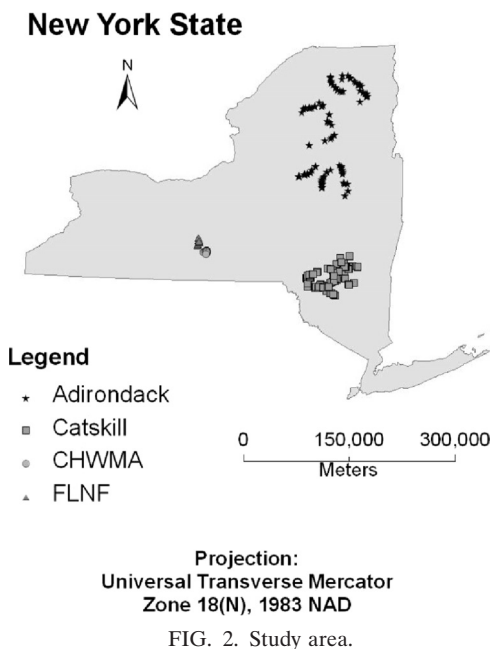 New York State
N
Legend
Adirondack
Catskill
CHWMA
FLNF
0 150,000 300,000
Meters
Projection:
Universal Transverse Mercator
Zone 18(N), 1983 NAD
FIG. 2. Study area.